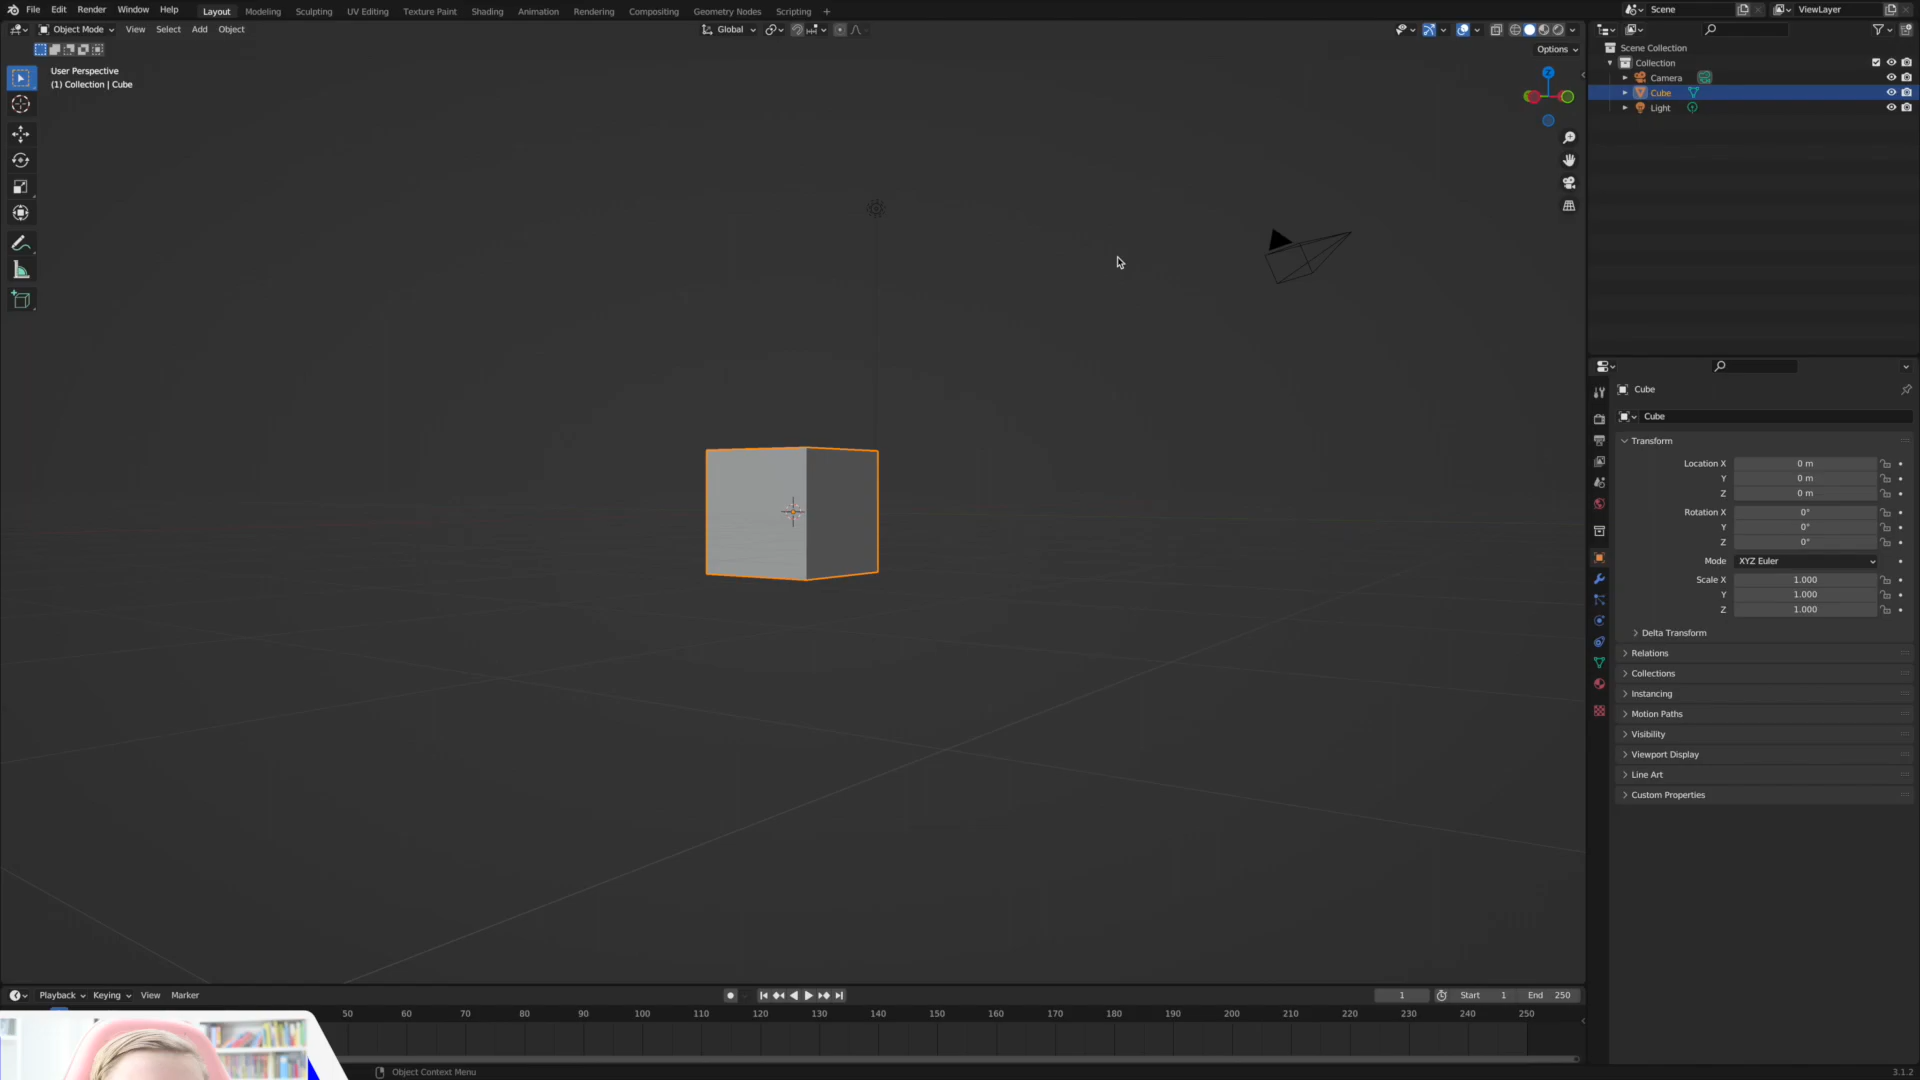 File Edit Render Window Help Layout Modeling Sculpting UV Editing Texture Paint Shading Animation Rendering Compositing Geometry Nodes Scripting + Scene ViewLayer
Object Mode View Select Add Object Global
Options
User Perspective
(1) Collection | Cube
Z
Scene Collection
Collection
Camera
Cube
Light
Cube
Cube
Transform
Location X 0 m
Y 0 m
Z 0 m
Rotation X 0°
Y 0°
Z 0°
Mode XYZ Euler
Scale X 1.000
Y 1.000
Z 1.000
Delta Transform
Relations
Collections
Instancing
Motion Paths
Visibility
Viewport Display
Line Art
Custom Properties
Playback Keying View Marker 1 Start 1 End 250
50 60 70 80 90 100 110 120 130 140 150 160 170 180 190 200 210 220 230 240 250
Object Context Menu 3.1.2